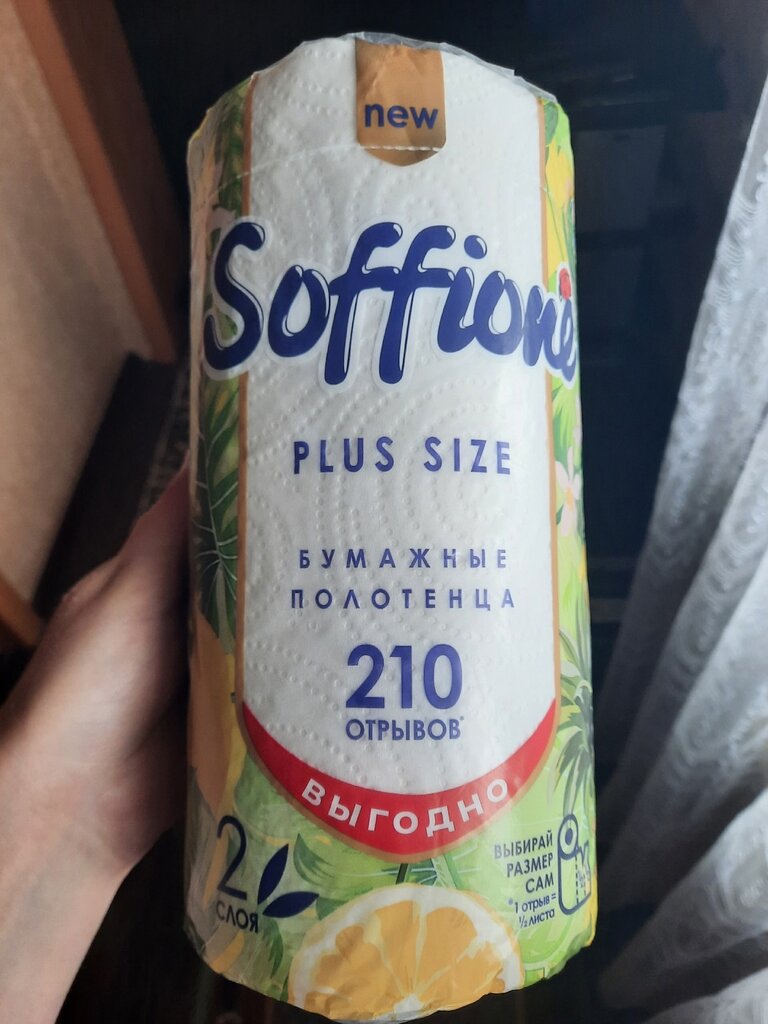 new
Soffione
PLUS SIZE
БУМАЖНЫЕ
ПОЛОТЕНЦА
210
ОТРЫВОВ*
ВЫГОДНО
2
СЛОЯ
ВЫБИРАЙ
РАЗМЕР
САМ
*1 отрыв =
½ листа